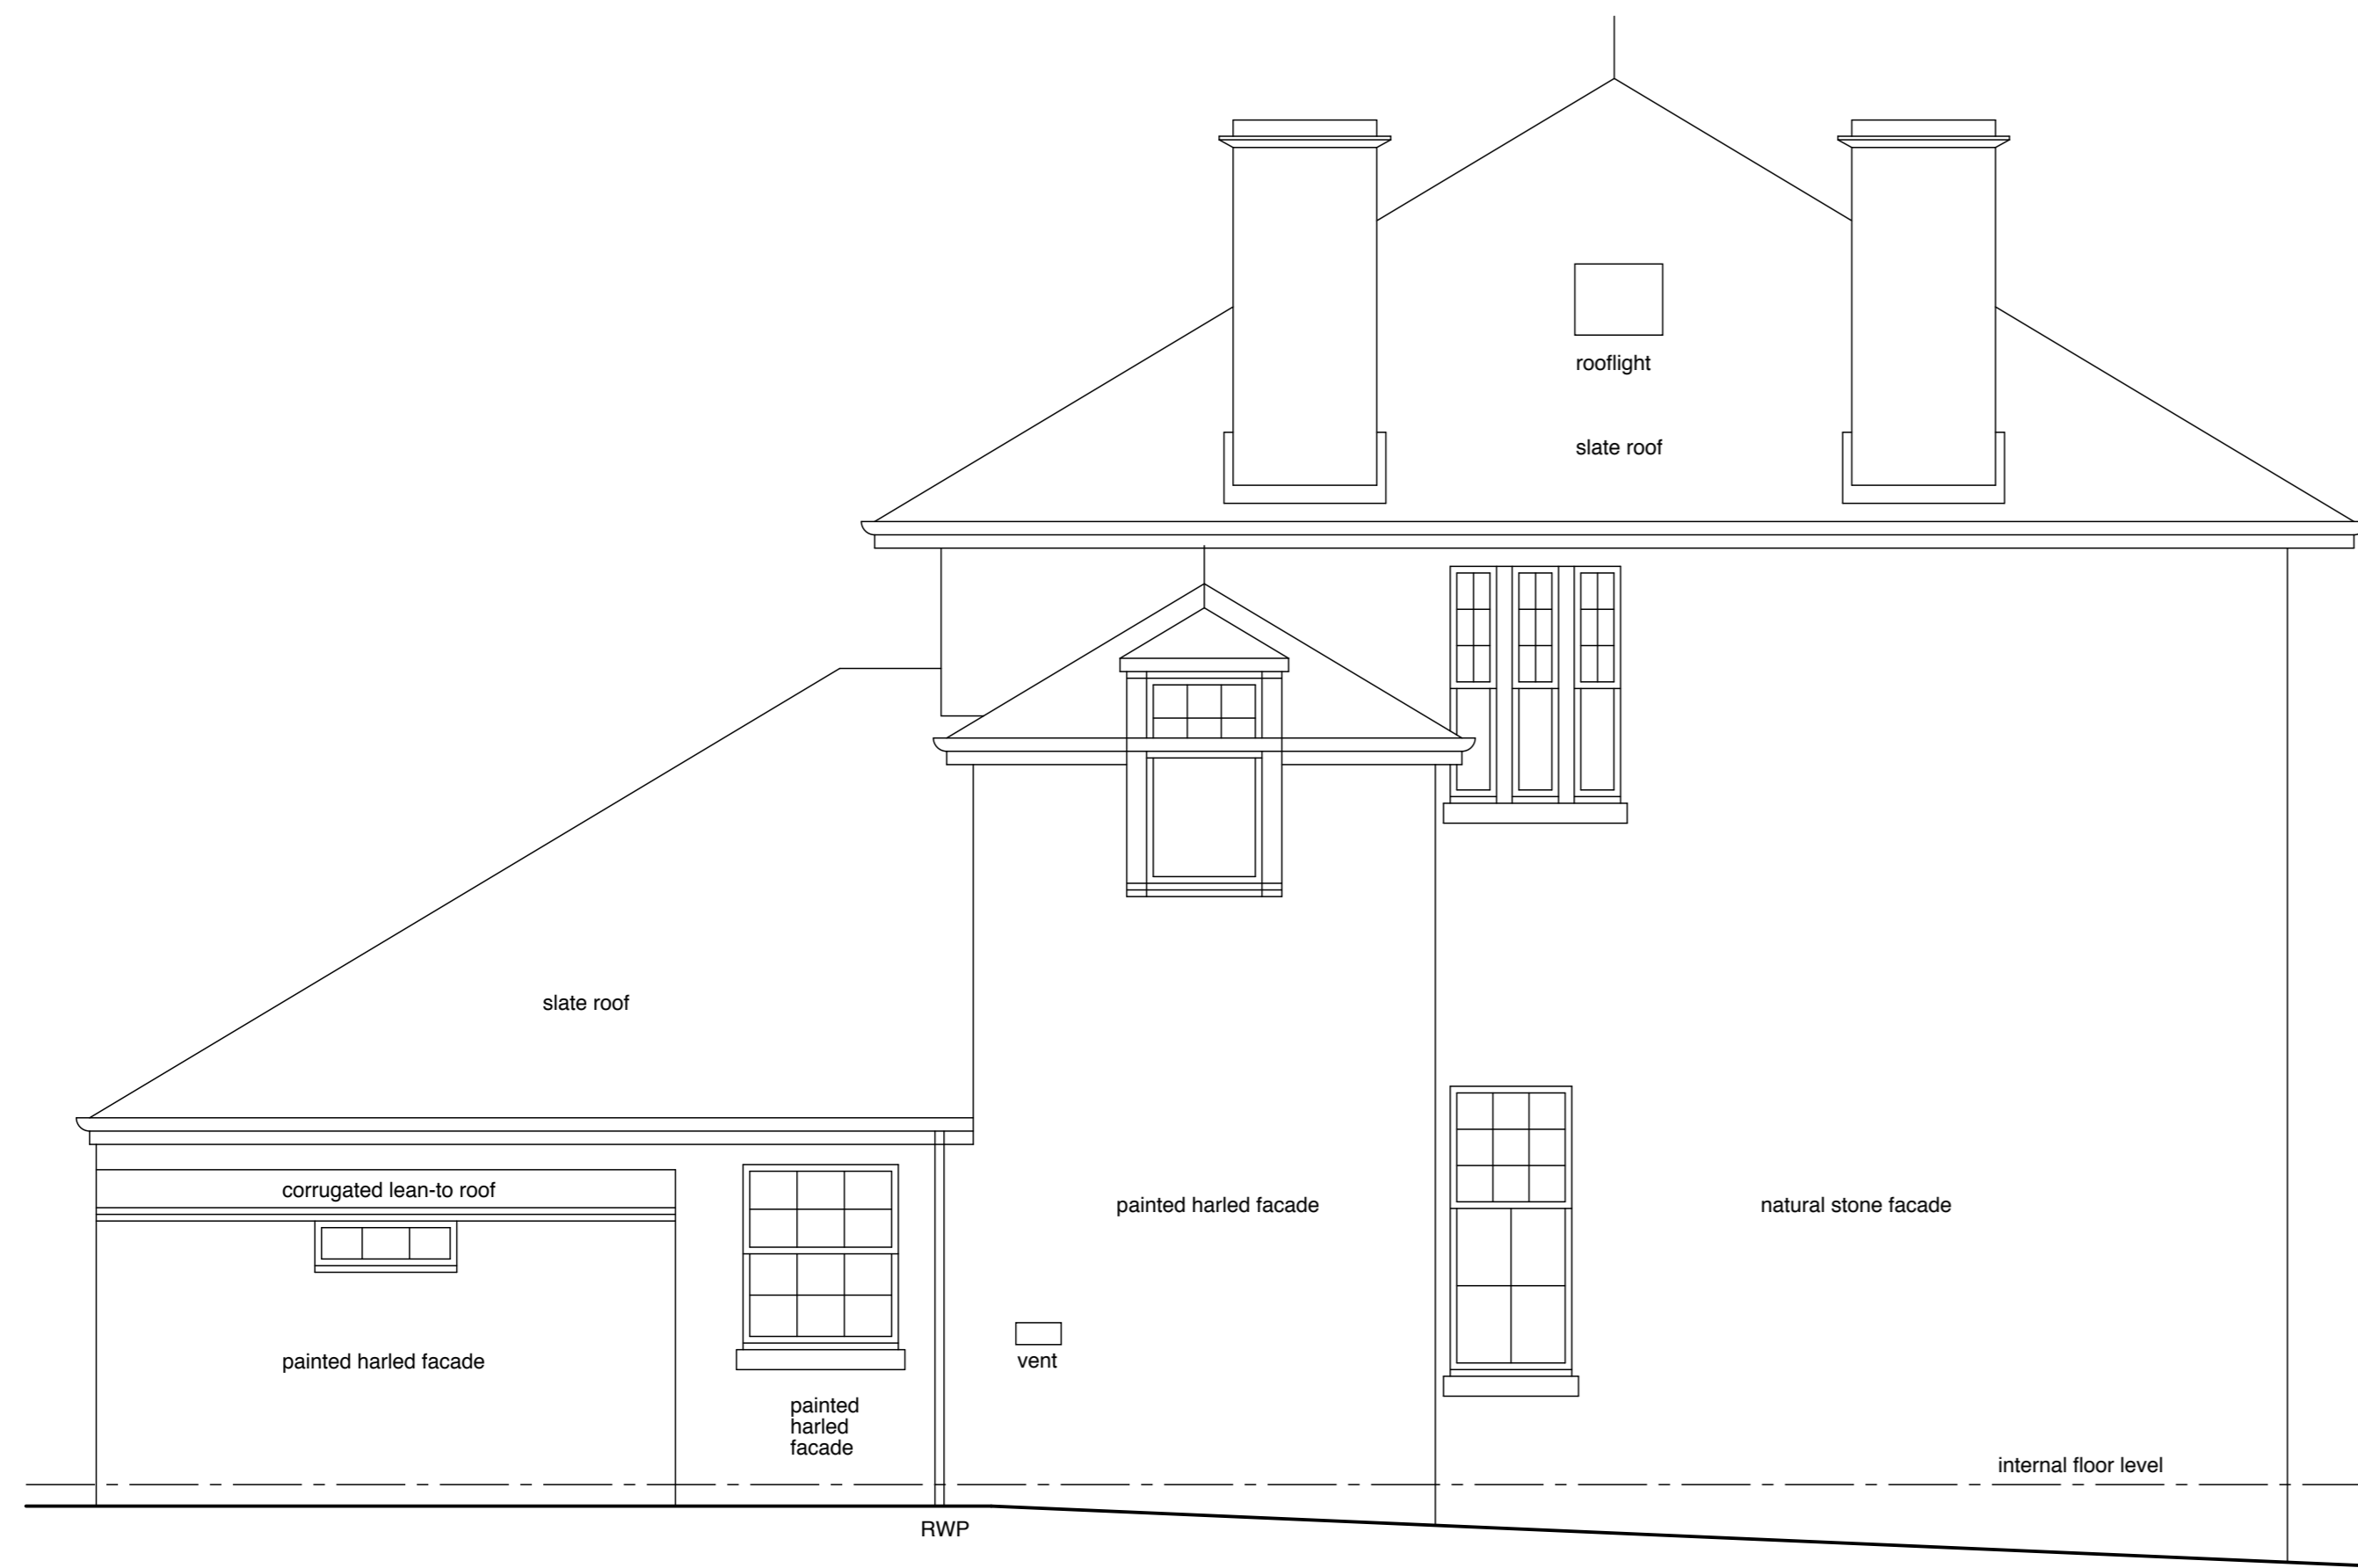 rooflight
slate roof
slate roof
corrugated lean-to roof
painted harled facade
natural stone facade
painted harled facade
vent
painted
harled
facade
internal floor level
RWP